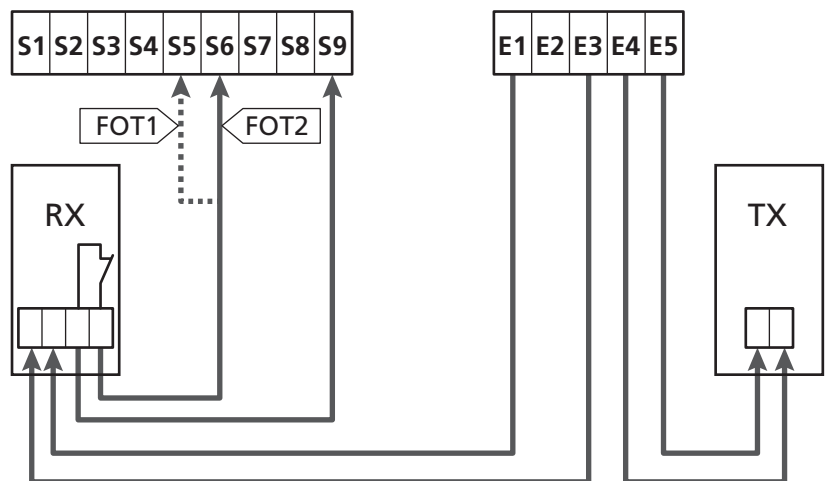 S1 S2 S3 S4 S5 S6 S7 S8 S9
E1 E2 E3 E4 E5
FOT1
FOT2
RX
TX